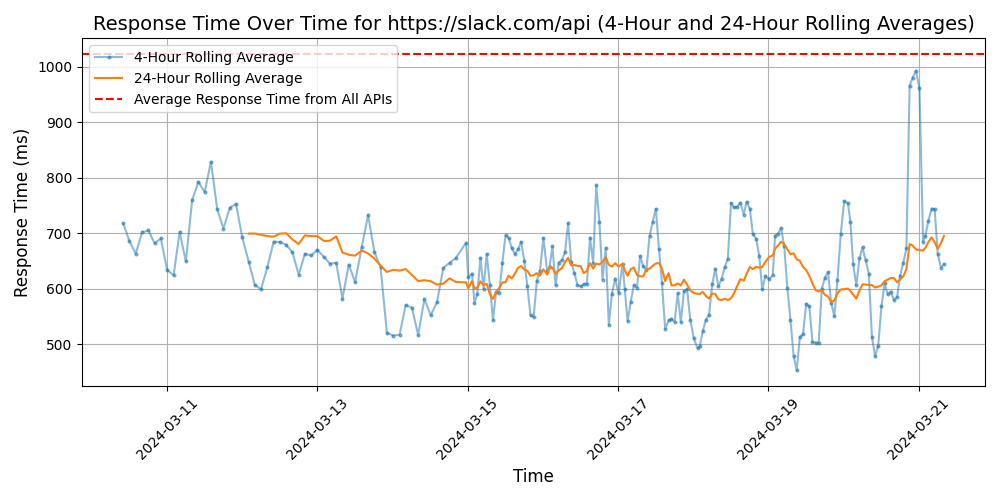 Response Time Over Time for https://slack.com/api (4-Hour and 24-Hour Rolling Averages)
4-Hour Rolling Average
24-Hour Rolling Average
Average Response Time from All APIs
Response Time (ms)
1000
900
800
700
600
500
2024-03-11
2024-03-13
2024-03-15
2024-03-17
2024-03-19
2024-03-21
Time